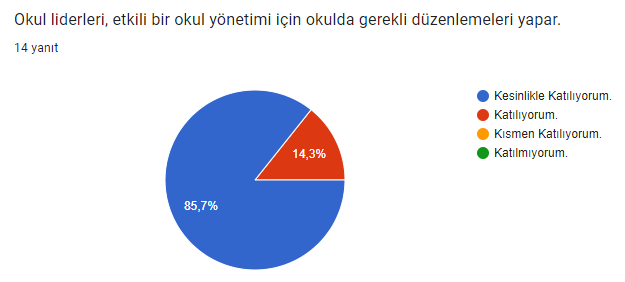 Okul liderleri, etkili bir okul yönetimi için okulda gerekli düzenlemeleri yapar.
14 yanıt
Kesinlikle Katılıyorum.
Katılıyorum.
Kısmen Katılıyorum.
Katılmıyorum.
14,3%
85,7%